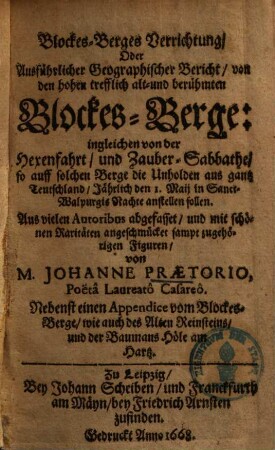 Blockes-Berges Verrichtung/
Oder
Ausführlicher Geographischer Bericht/ von
den hohen trefflich alt- und berühmten
Blockes-Berge:
ingleichen von der
Hexenfahrt/ und Zauber-Sabbathe/
so auff solchen Berge die Unholden aus gantz
Teutschland/ Jährlich den 1. Maij in Sanct-
Walpurgis Nachte anstellen sollen.
Aus vielen Autoribus abgefasset/ und mit schö-
nen Raritäten angeschmücket sampt zugehö-
rigen Figuren/
von
M. JOHANNE PRÆTORIO,
Poëtâ Laureatô Cæsareô.
Nebenst einen Appendice vom Blockes-
Berge/ wie auch des Alten Reinsteins/
und der Baumans Höle am
Hartz.
Zu Leipzig/
Bey Johann Scheiben/ und Franckfurth
am Mäyn/ bey Friedrich Arnsten
zufinden.
Gedruckt Anno 1668.